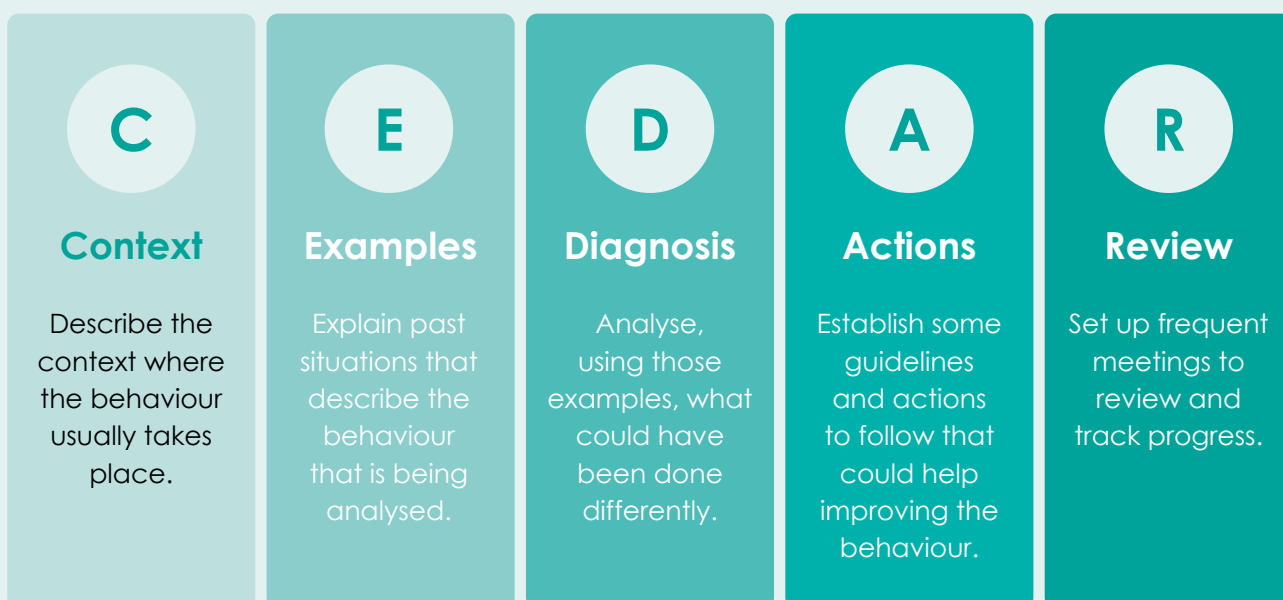 C
Context
Describe the
context where
the behaviour
usually takes
place.
E
Examples
Explain past
situations that
describe the
behaviour
that is being
analysed.
D
Diagnosis
Analyse,
using those
examples, what
could have
been done
differently.
A
Actions
Establish some
guidelines
and actions
to follow that
could help
improving the
behaviour.
R
Review
Set up frequent
meetings to
review and
track progress.